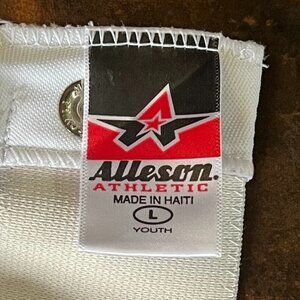 Alleson.
ATHLETIC
MADE IN HAITI
L
YOUTH